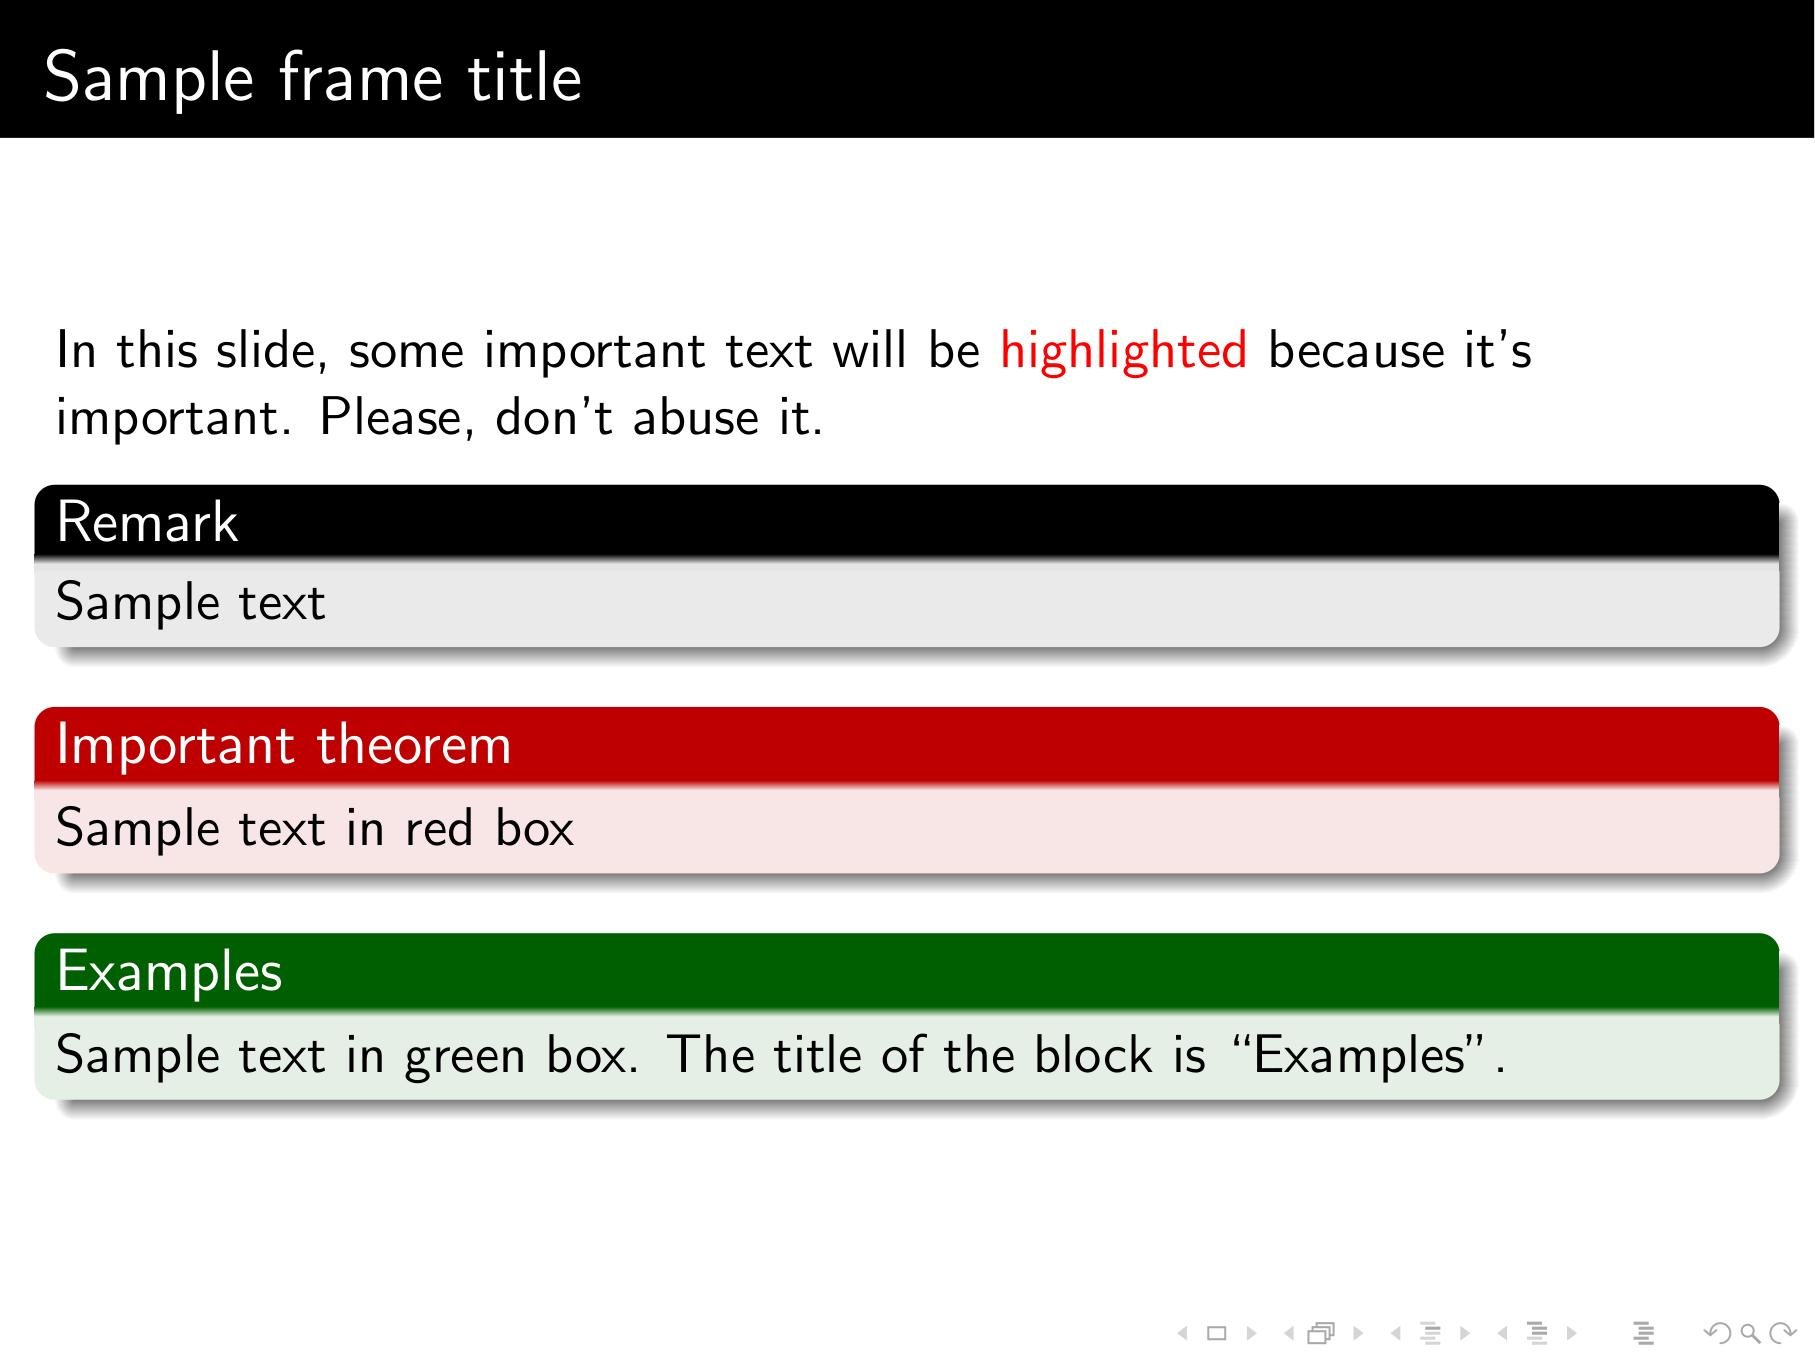 Sample frame title
In this slide, some important text will be highlighted because it’s
important. Please, don’t abuse it.
Remark
Sample text
Important theorem
Sample text in red box
Examples
Sample text in green box. The title of the block is “Examples”.